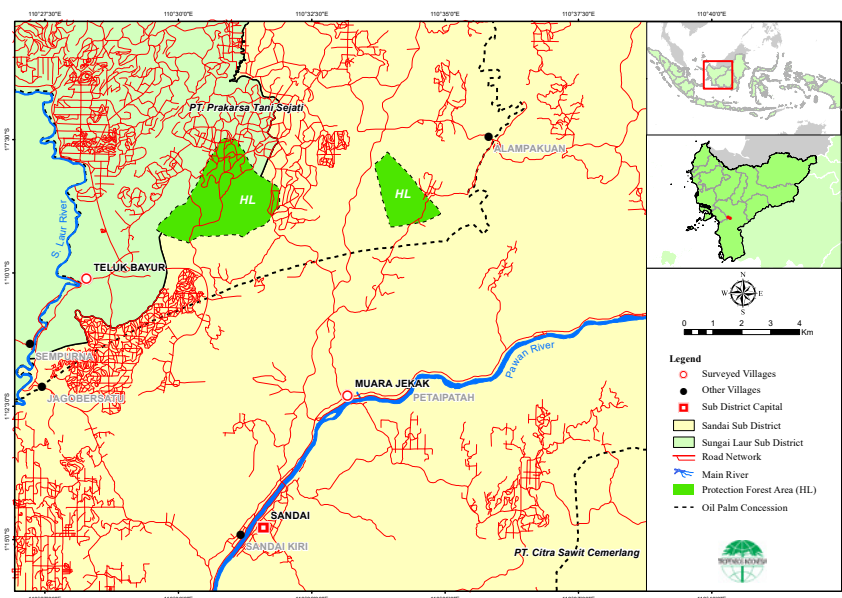 110°27'30"E
110°30'0"E
110°32'30"E
110°35'0"E
110°37'30"E
110°40'0"E
PT. Prakarsa Tani Sejati
ALAMPAKUAN
HL
HL
S. Laur River
TELUK BAYUR
SEMPURNA
JAGOBERSATU
MUARA JEKAK
PETAIPATAH
Pawan River
SANDAI
SANDAI KIRI
PT. Citra Sawit Cemerlang
N
W
E
S
0 1 2 3 4
Km
Legend
Surveyed Villages
Other Villages
Sub District Capital
Sandai Sub District
Sungai Laur Sub District
Road Network
Main River
Protection Forest Area (HL)
Oil Palm Concession
TROPENBOS INDONESIA